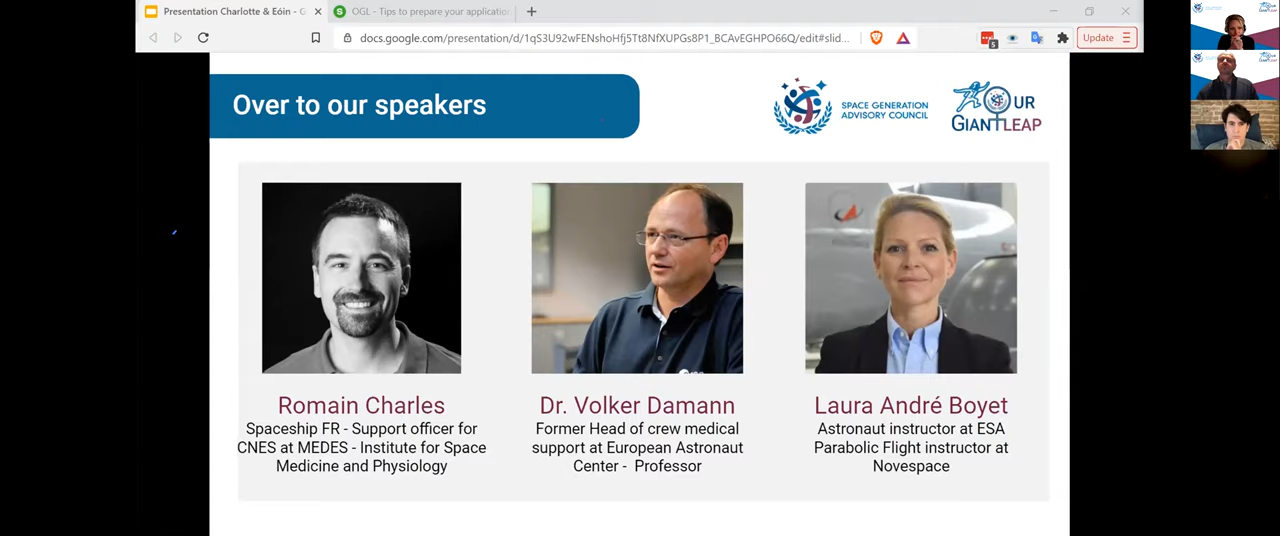 Presentation Charlotte & Eóin - G
OGL - Tips to prepare your application
docs.google.com/presentation/d/1qS3U92wFENshoHfj5Tt8NfXUPGs8P1_BCAvEGHPO66Q/edit#slid...
5
Update
Over to our speakers
SPACE GENERATION
ADVISORY COUNCIL
OUR
GIANTLEAP
Romain Charles
Spaceship FR - Support officer for
CNES at MEDES - Institute for Space
Medicine and Physiology
Dr. Volker Damann
Former Head of crew medical
support at European Astronaut
Center - Professor
Laura André Boyet
Astronaut instructor at ESA
Parabolic Flight instructor at
Novespace